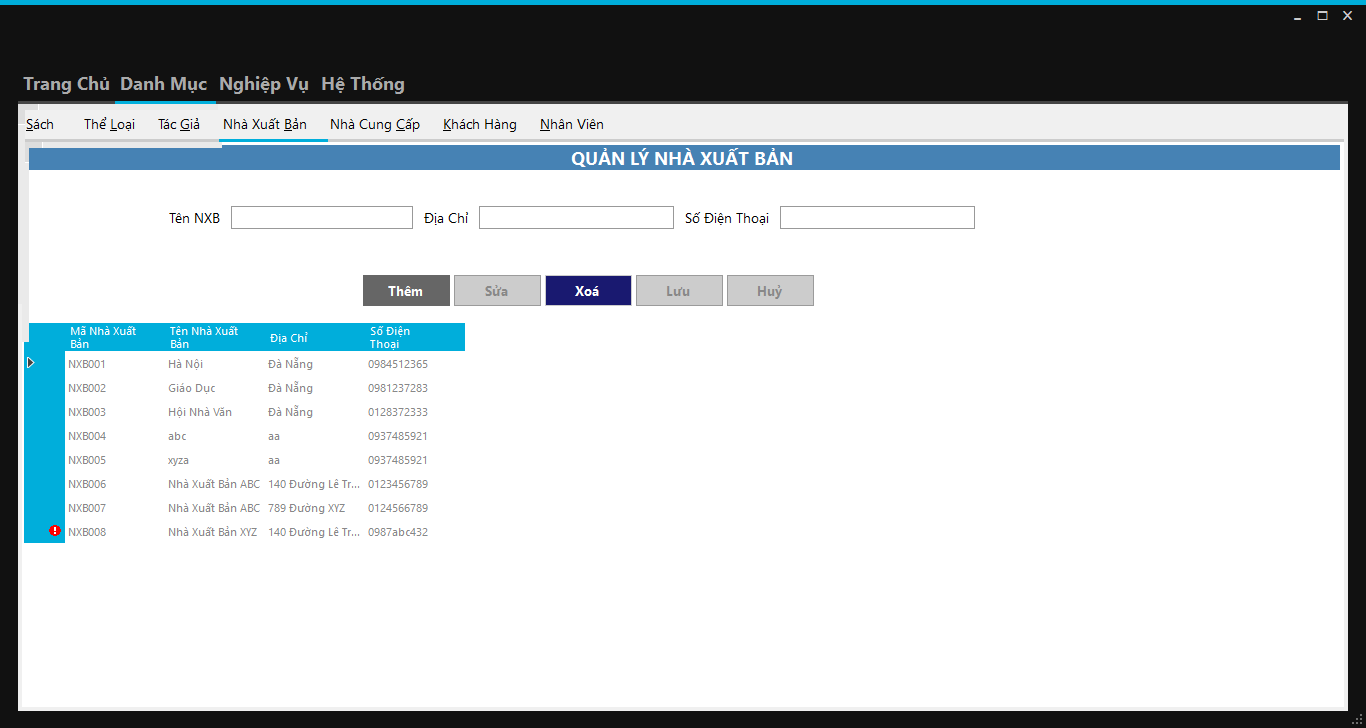 Trang Chủ Danh Mục Nghiệp Vụ Hệ Thống
Sách Thể Loại Tác Giả Nhà Xuất Bản Nhà Cung Cấp Khách Hàng Nhân Viên
QUẢN LÝ NHÀ XUẤT BẢN
Tên NXB Địa Chỉ Số Điện Thoại
Thêm Sửa Xoá Lưu Huỷ
Mã Nhà Xuất Bản Tên Nhà Xuất Bản Địa Chỉ Số Điện Thoại
NXB001 Hà Nội Đà Nẵng 0984512365
NXB002 Giáo Dục Đà Nẵng 0981237283
NXB003 Hội Nhà Văn Đà Nẵng 0128372333
NXB004 abc aa 0937485921
NXB005 xyza aa 0937485921
NXB006 Nhà Xuất Bản ABC 140 Đường Lê Tr... 0123456789
NXB007 Nhà Xuất Bản ABC 789 Đường XYZ 0124566789
NXB008 Nhà Xuất Bản XYZ 140 Đường Lê Tr... 0987abc432